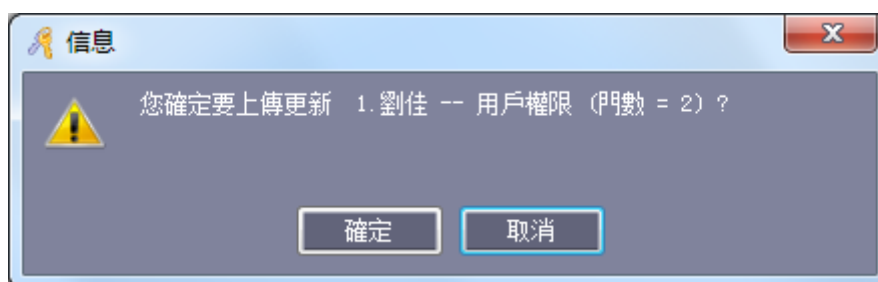 信息
您確定要上傳更新 1.劉佳 -- 用戶權限 (門數 = 2) ?
確定
取消